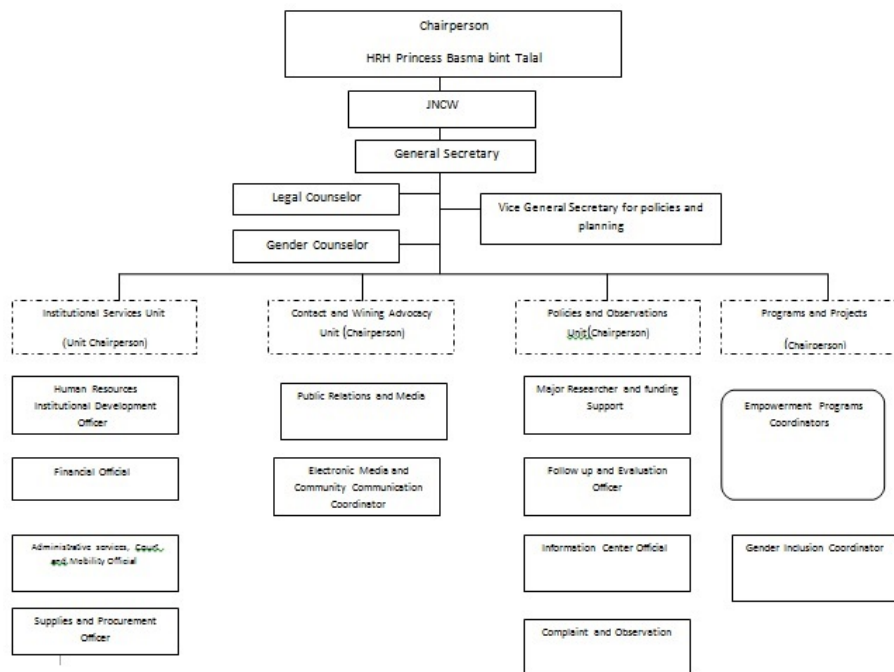 Chairperson
HRH Princess Basma bint Talal
JNCW
General Secretary
Legal Counselor
Vice General Secretary for policies and
planning
Gender Counselor
Institutional Services Unit
(Unit Chairperson)
Contact and Wining Advocacy
Unit (Chairperson)
Policies and Observations
Unit(Chairperson)
Programs and Projects
(Chairperson)
Human Resources
Institutional Development
Officer
Public Relations and Media
Major Researcher and funding
Support
Empowerment Programs
Coordinators
Financial Official
Electronic Media and
Community Communication
Coordinator
Follow up and Evaluation
Officer
Administrative services,
and Mobility Official
Information Center Official
Gender Inclusion Coordinator
Supplies and Procurement
Officer
Complaint and Observation